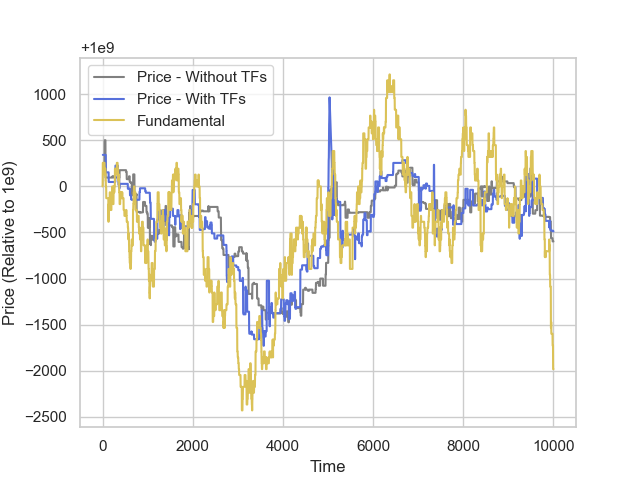 +1e9
Price - Without TFs
Price - With TFs
Fundamental
1000
500
0
−500
−1000
−1500
−2000
−2500
Price (Relative to 1e9)
0 2000 4000 6000 8000 10000
Time